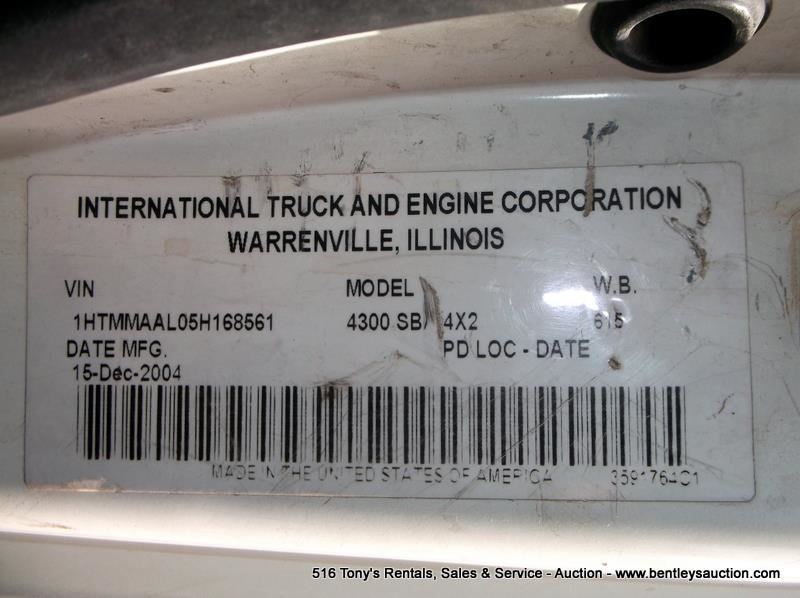 INTERNATIONAL TRUCK AND ENGINE CORPORATION
WARRENVILLE, ILLINOIS
VIN MODEL W.B.
1HTMMAAL05H168561 4300 SB/ 4X2 615
DATE MFG. PD LOC - DATE
15-Dec-2004
MADE IN THE UNITED STATES OF AMERICA 3591764C1
516 Tony's Rentals, Sales & Service - Auction - www.bentleysauction.com